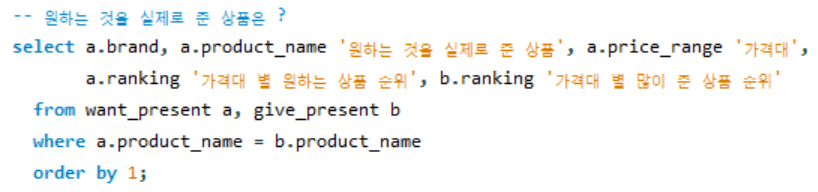 -- 원하는 것을 실제로 준 상품은 ?
select a.brand, a.product_name '원하는 것을 실제로 준 상품', a.price_range '가격대',
a.ranking '가격대 별 원하는 상품 순위', b.ranking '가격대 별 많이 준 상품 순위'
from want_present a, give_present b
where a.product_name = b.product_name
order by 1;